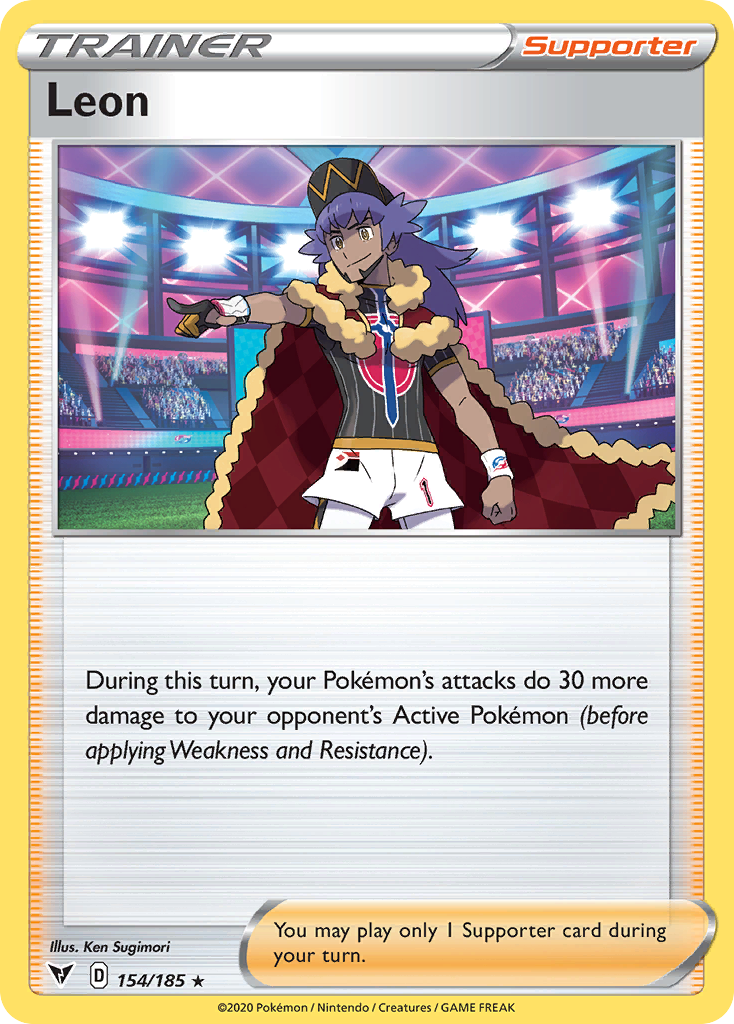 TRAINER
Supporter
Leon
1
During this turn, your Pokémon's attacks do 30 more
damage to your opponent's Active Pokémon (before
applying Weakness and Resistance).
You may play only 1 Supporter card during
your turn.
Illus. Ken Sugimori
D 154/185 ★
©2020 Pokémon / Nintendo / Creatures / GAME FREAK